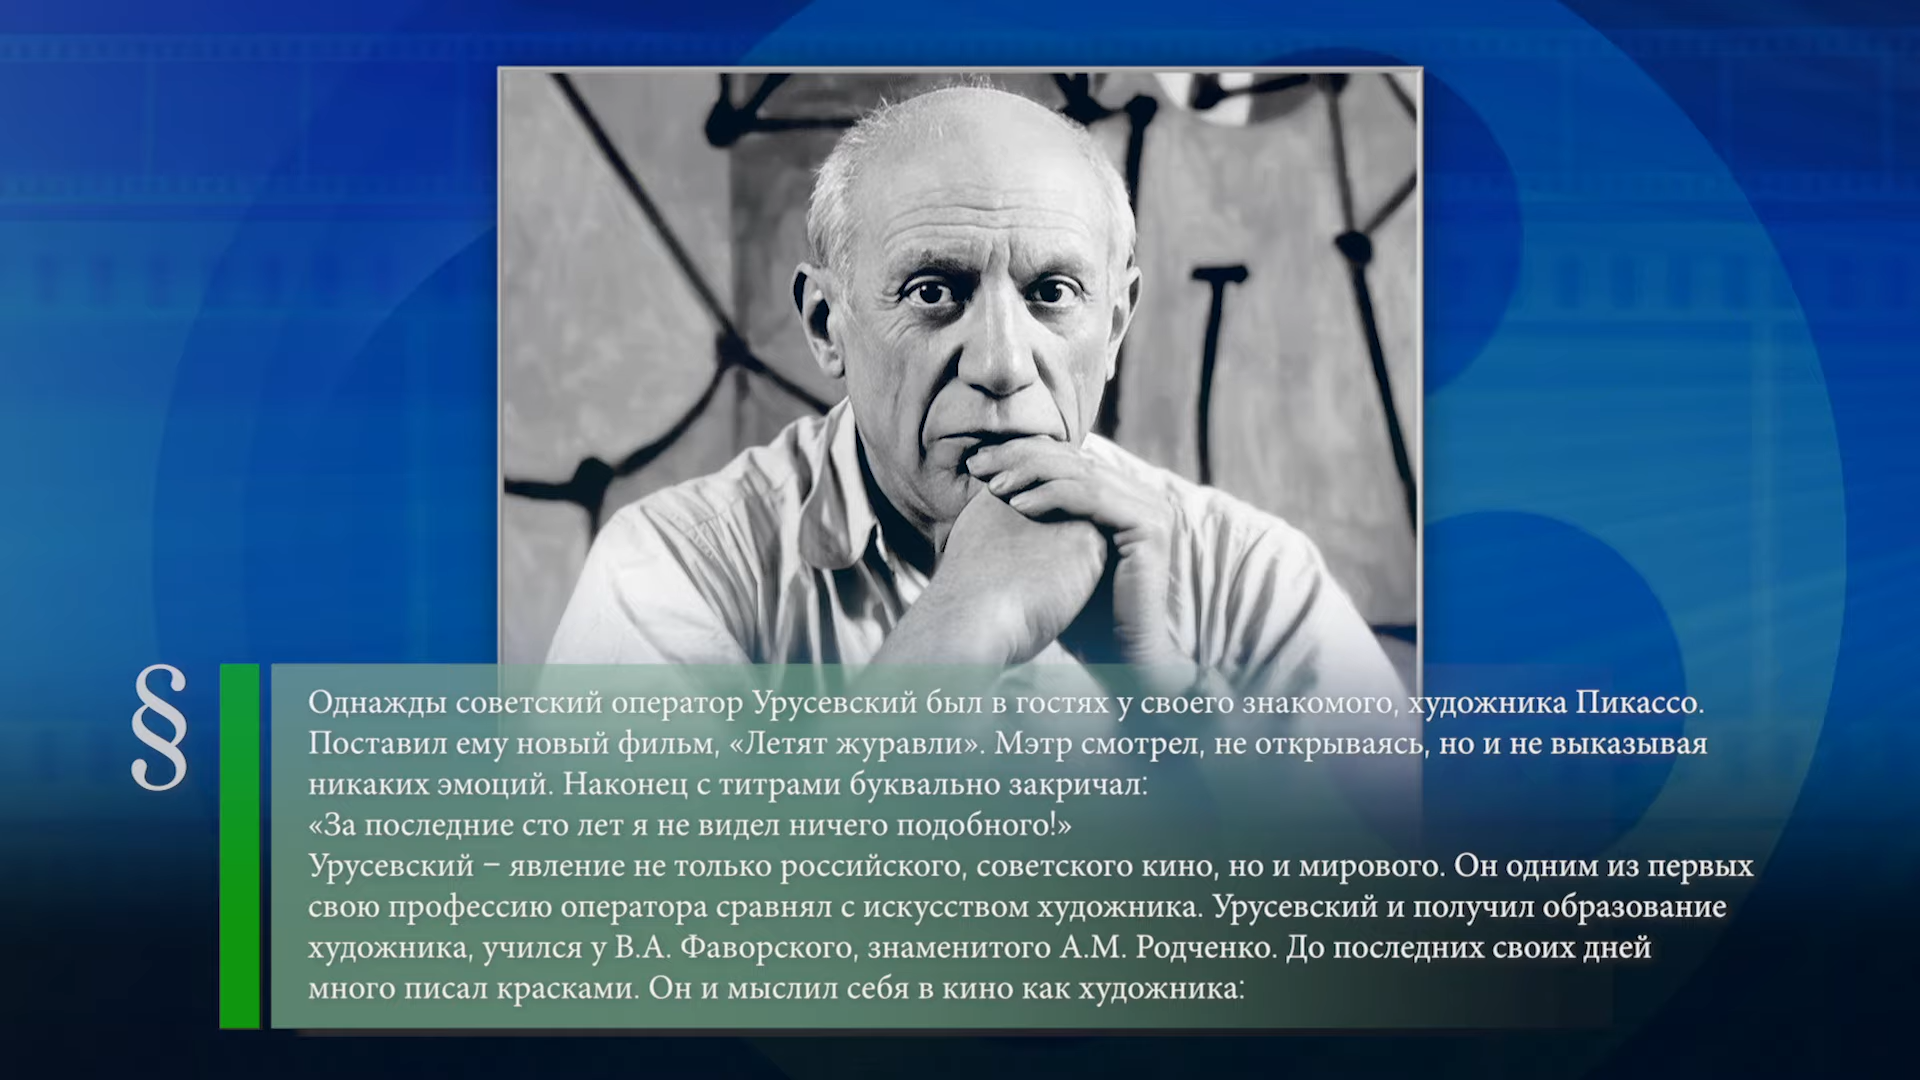 §
Однажды советский оператор Урусевский был в гостях у своего знакомого, художника Пикассо.
Поставил ему новый фильм, «Летят журавли». Мэтр смотрел, не открываясь, но и не выказывая
никаких эмоций. Наконец с титрами буквально закричал:
«За последние сто лет я не видел ничего подобного!»
Урусевский – явление не только российского, советского кино, но и мирового. Он одним из первых
свою профессию оператора сравнял с искусством художника. Урусевский и получил образование
художника, учился у В.А. Фаворского, знаменитого А.М. Родченко. До последних своих дней
много писал красками. Он и мыслил себя в кино как художника: